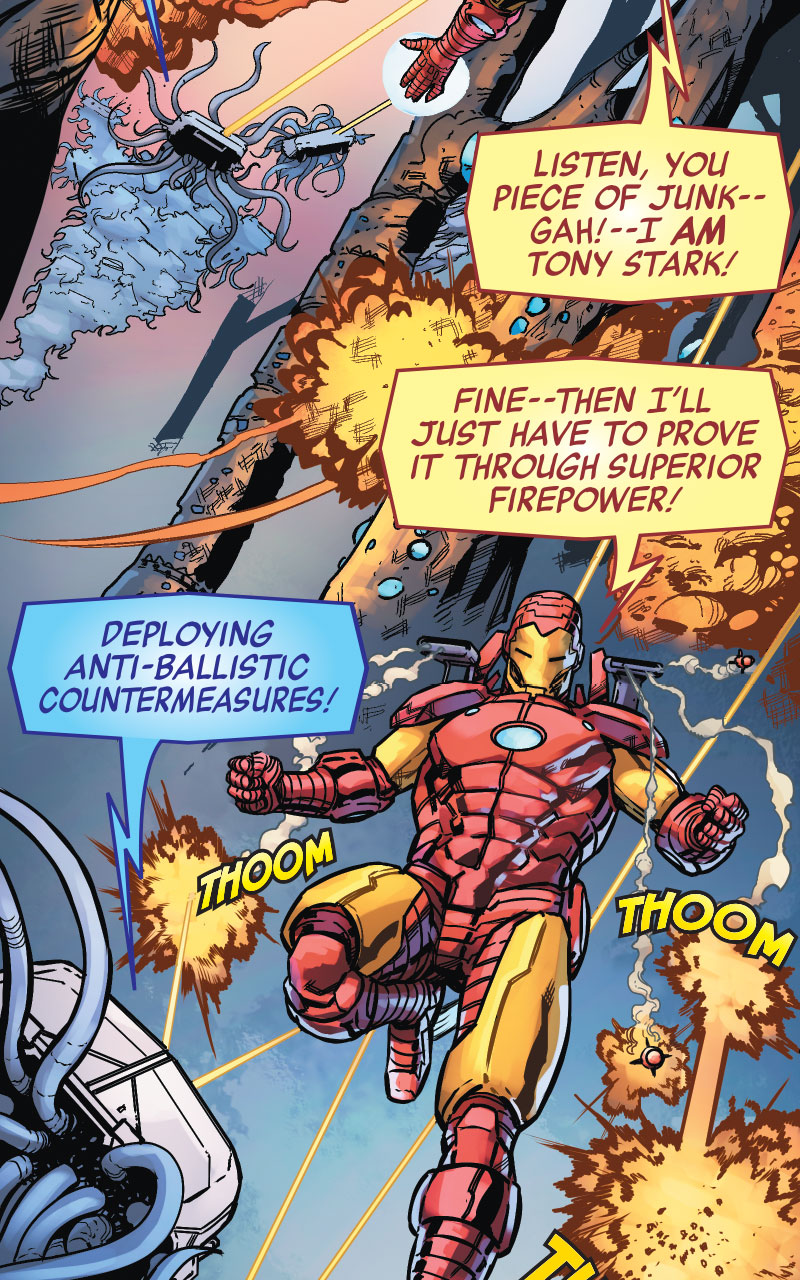 LISTEN, YOU
PIECE OF JUNK--
GAH!--I AM
TONY STARK!
FINE--THEN I'LL
JUST HAVE TO PROVE
IT THROUGH SUPERIOR
FIREPOWER!
DEPLOYING
ANTI-BALLISTIC
COUNTERMEASURES!
THOOM
THOOM